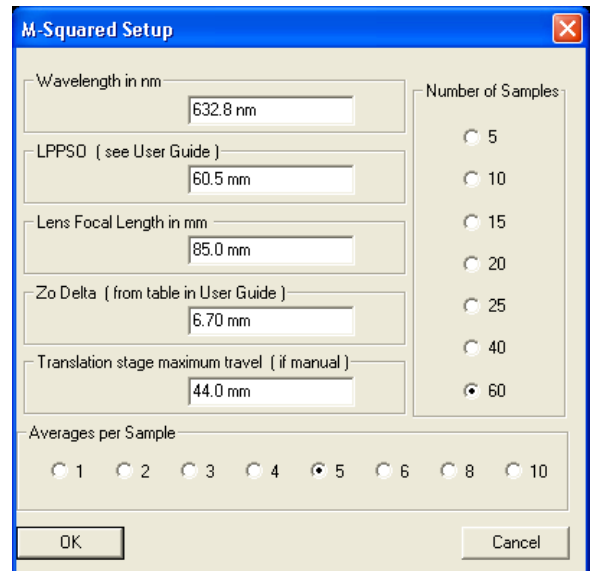 M-Squared Setup
Wavelength in nm
632.8 nm
LPPSO ( see User Guide )
60.5 mm
Lens Focal Length in mm
85.0 mm
Zo Delta ( from table in User Guide )
6.70 mm
Translation stage maximum travel ( if manual )
44.0 mm
Number of Samples
5
10
15
20
25
40
60
Averages per Sample
1 2 3 4 5 6 8 10
OK Cancel